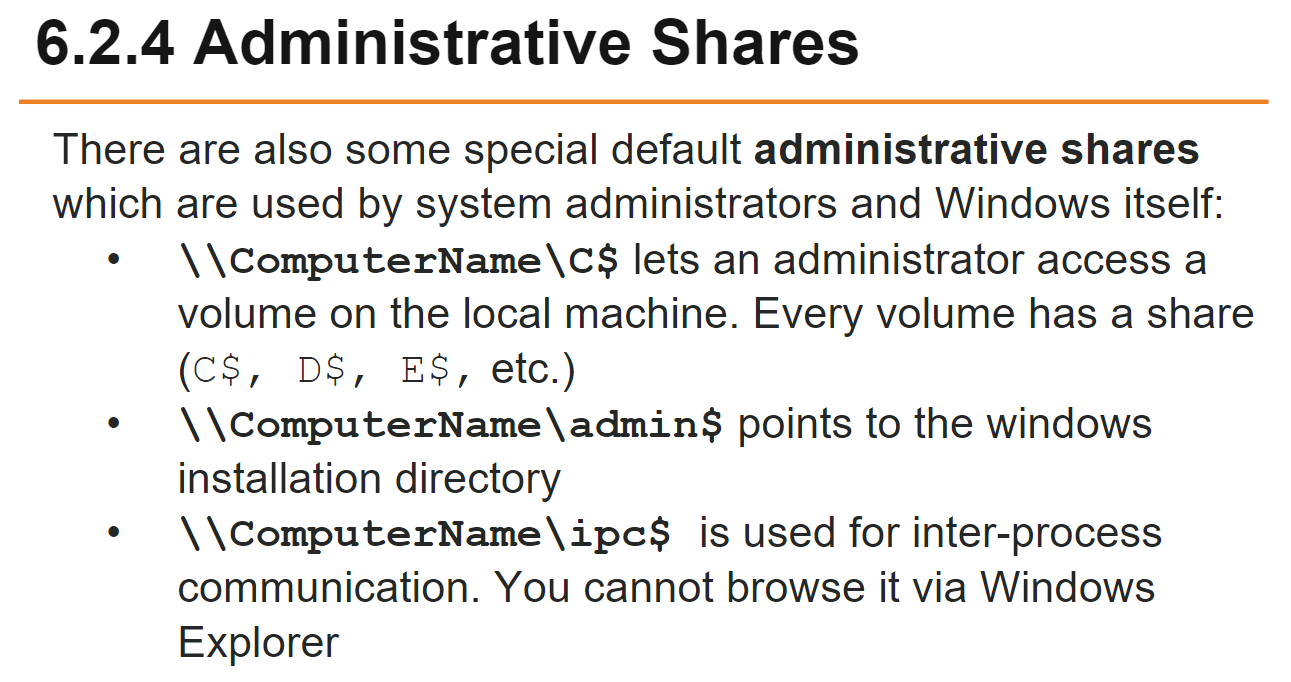 6.2.4 Administrative Shares
There are also some special default administrative shares
which are used by system administrators and Windows itself:
• \\ComputerName\C$ lets an administrator access a
volume on the local machine. Every volume has a share
(C$, D$, E$, etc.)
• \\ComputerName\admin$ points to the windows
installation directory
• \\ComputerName\ipc$ is used for inter-process
communication. You cannot browse it via Windows
Explorer